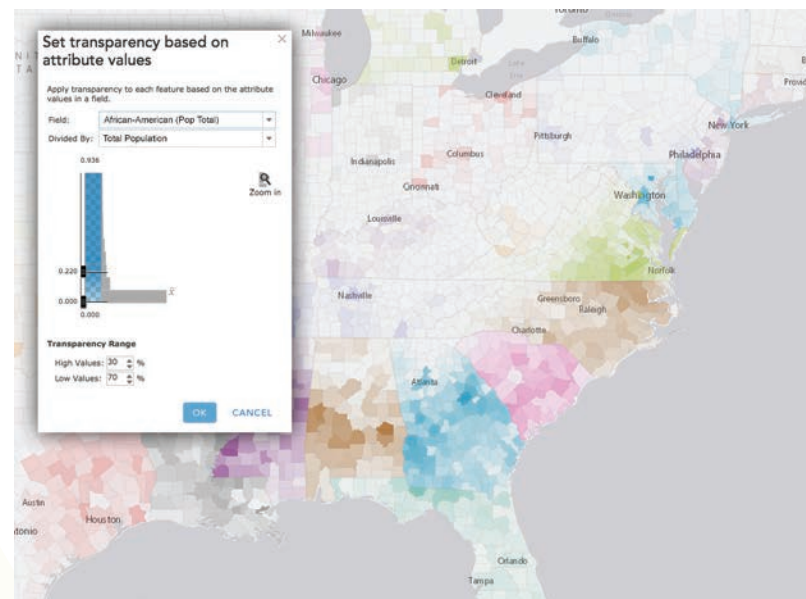 Set transparency based on
attribute values
Apply transparency to each feature based on the attribute
values in a field.
Field: African-American (Pop Total)
Divided By: Total Population
0.936
Zoom in
0.220
x̅
0.000
0.000
Transparency Range
High Values: 30 %
Low Values: 70 %
OK CANCEL
Milwaukee
Buffalo
Detroit
Chicago
Cleveland
New York
Pittsburgh
Philadelphia
Indianapolis
Columbus
Cincinnati
Washington
Louisville
Norfolk
Nashville
Greensboro
Raleigh
Charlotte
Atlanta
Austin
Houston
tonio
Orlando
Tampa